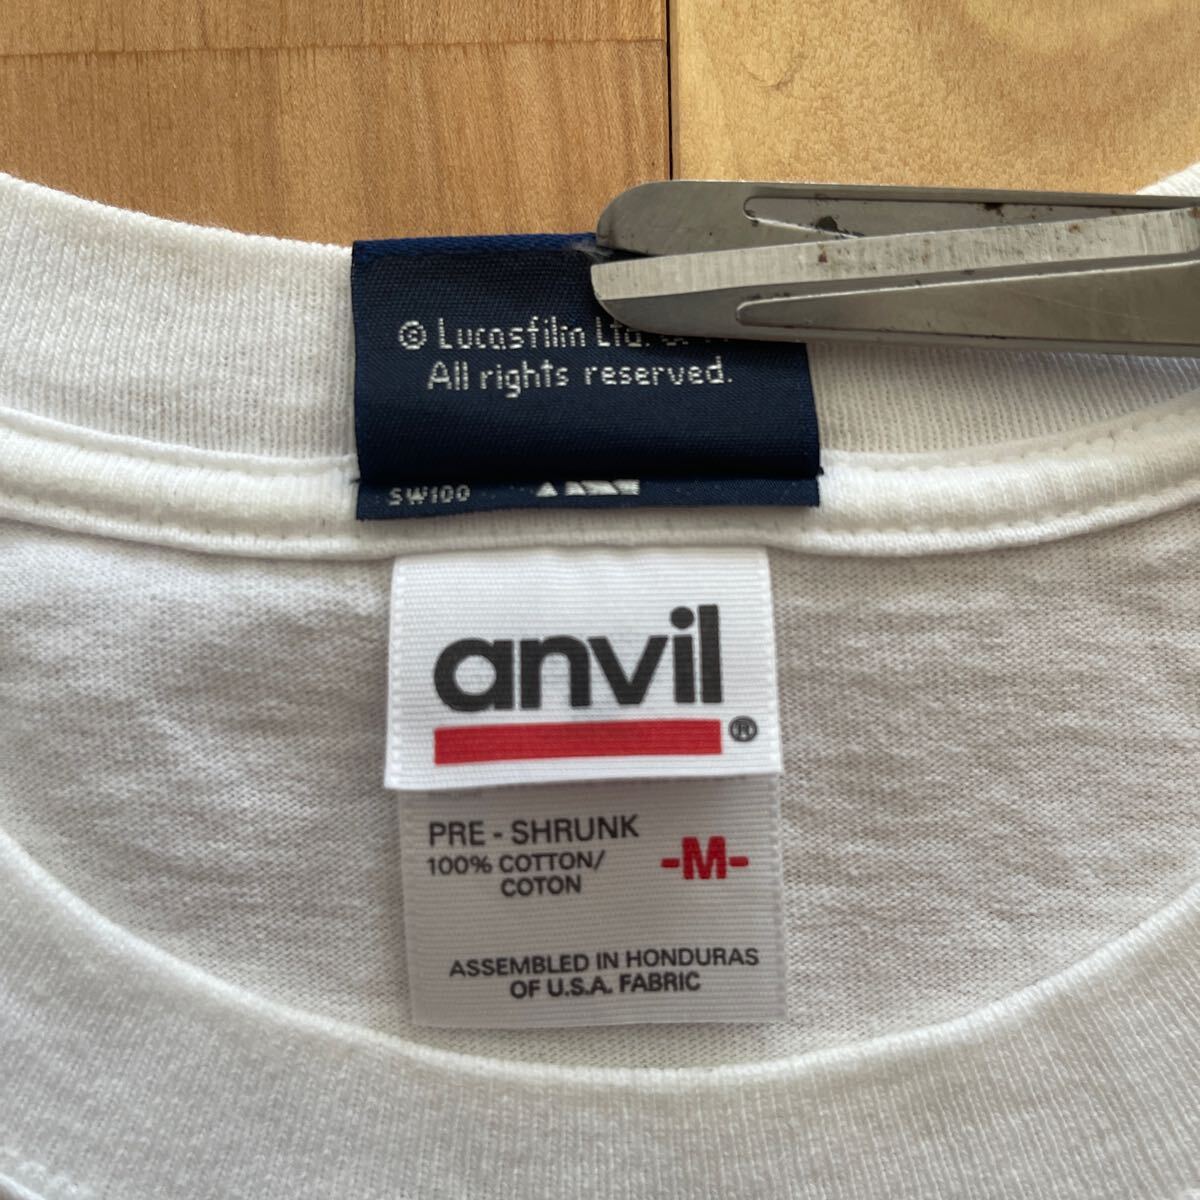 © Lucasfilm Ltd. &
All rights reserved.
SW100
anvil
®
PRE - SHRUNK
100% COTTON/
COTON
-M-
ASSEMBLED IN HONDURAS
OF U.S.A. FABRIC